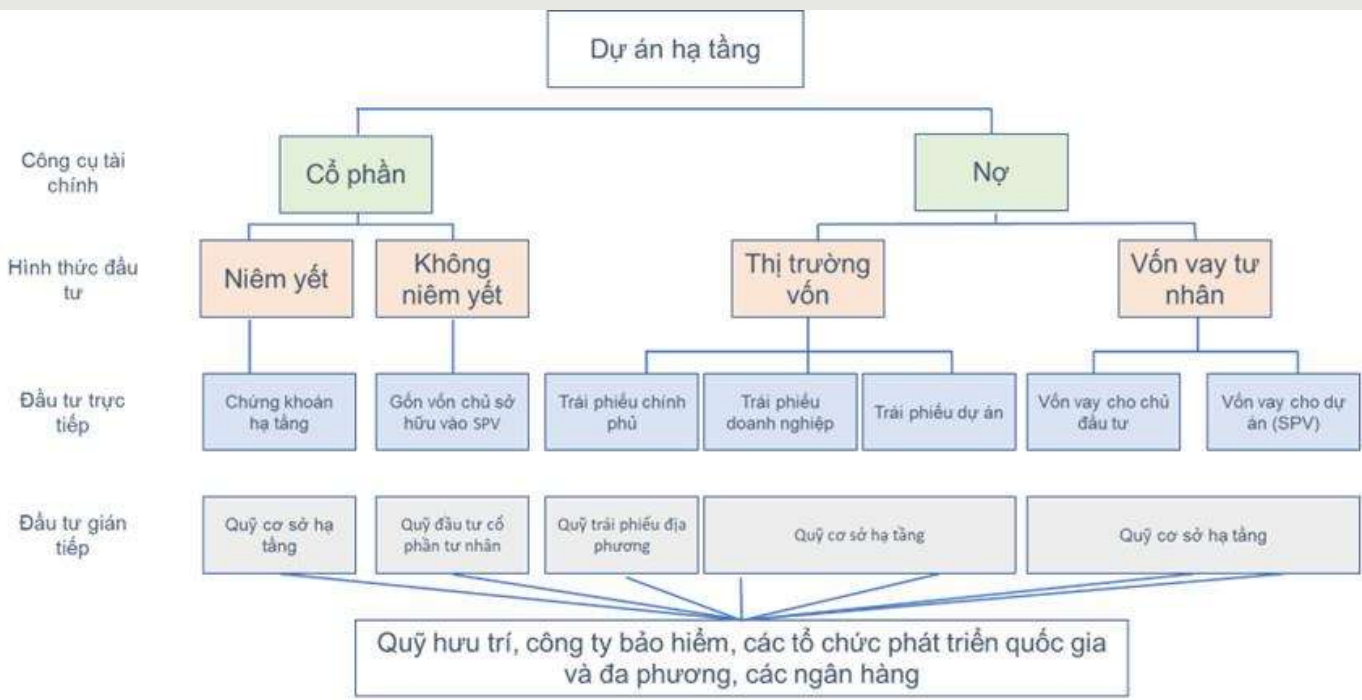 Dự án hạ tầng
Công cụ tài
chính
Cổ phần
Nợ
Hình thức đầu
tư
Niêm yết
Không
niêm yết
Thị trường
vốn
Vốn vay tư
nhân
Đầu tư trực
tiếp
Chứng khoán
hạ tầng
Gốn vốn chủ sở
hữu vào SPV
Trái phiếu chính
phủ
Trái phiếu
doanh nghiệp
Trái phiếu dự án
Vốn vay cho chủ
đầu tư
Vốn vay cho dự
án (SPV)
Đầu tư gián
tiếp
Quỹ cơ sở hạ
tầng
Quỹ đầu tư cổ
phần tư nhân
Quỹ trái phiếu địa
phương
Quỹ cơ sở hạ tầng
Quỹ cơ sở hạ tầng
Quỹ hưu trí, công ty bảo hiểm, các tổ chức phát triển quốc gia
và đa phương, các ngân hàng